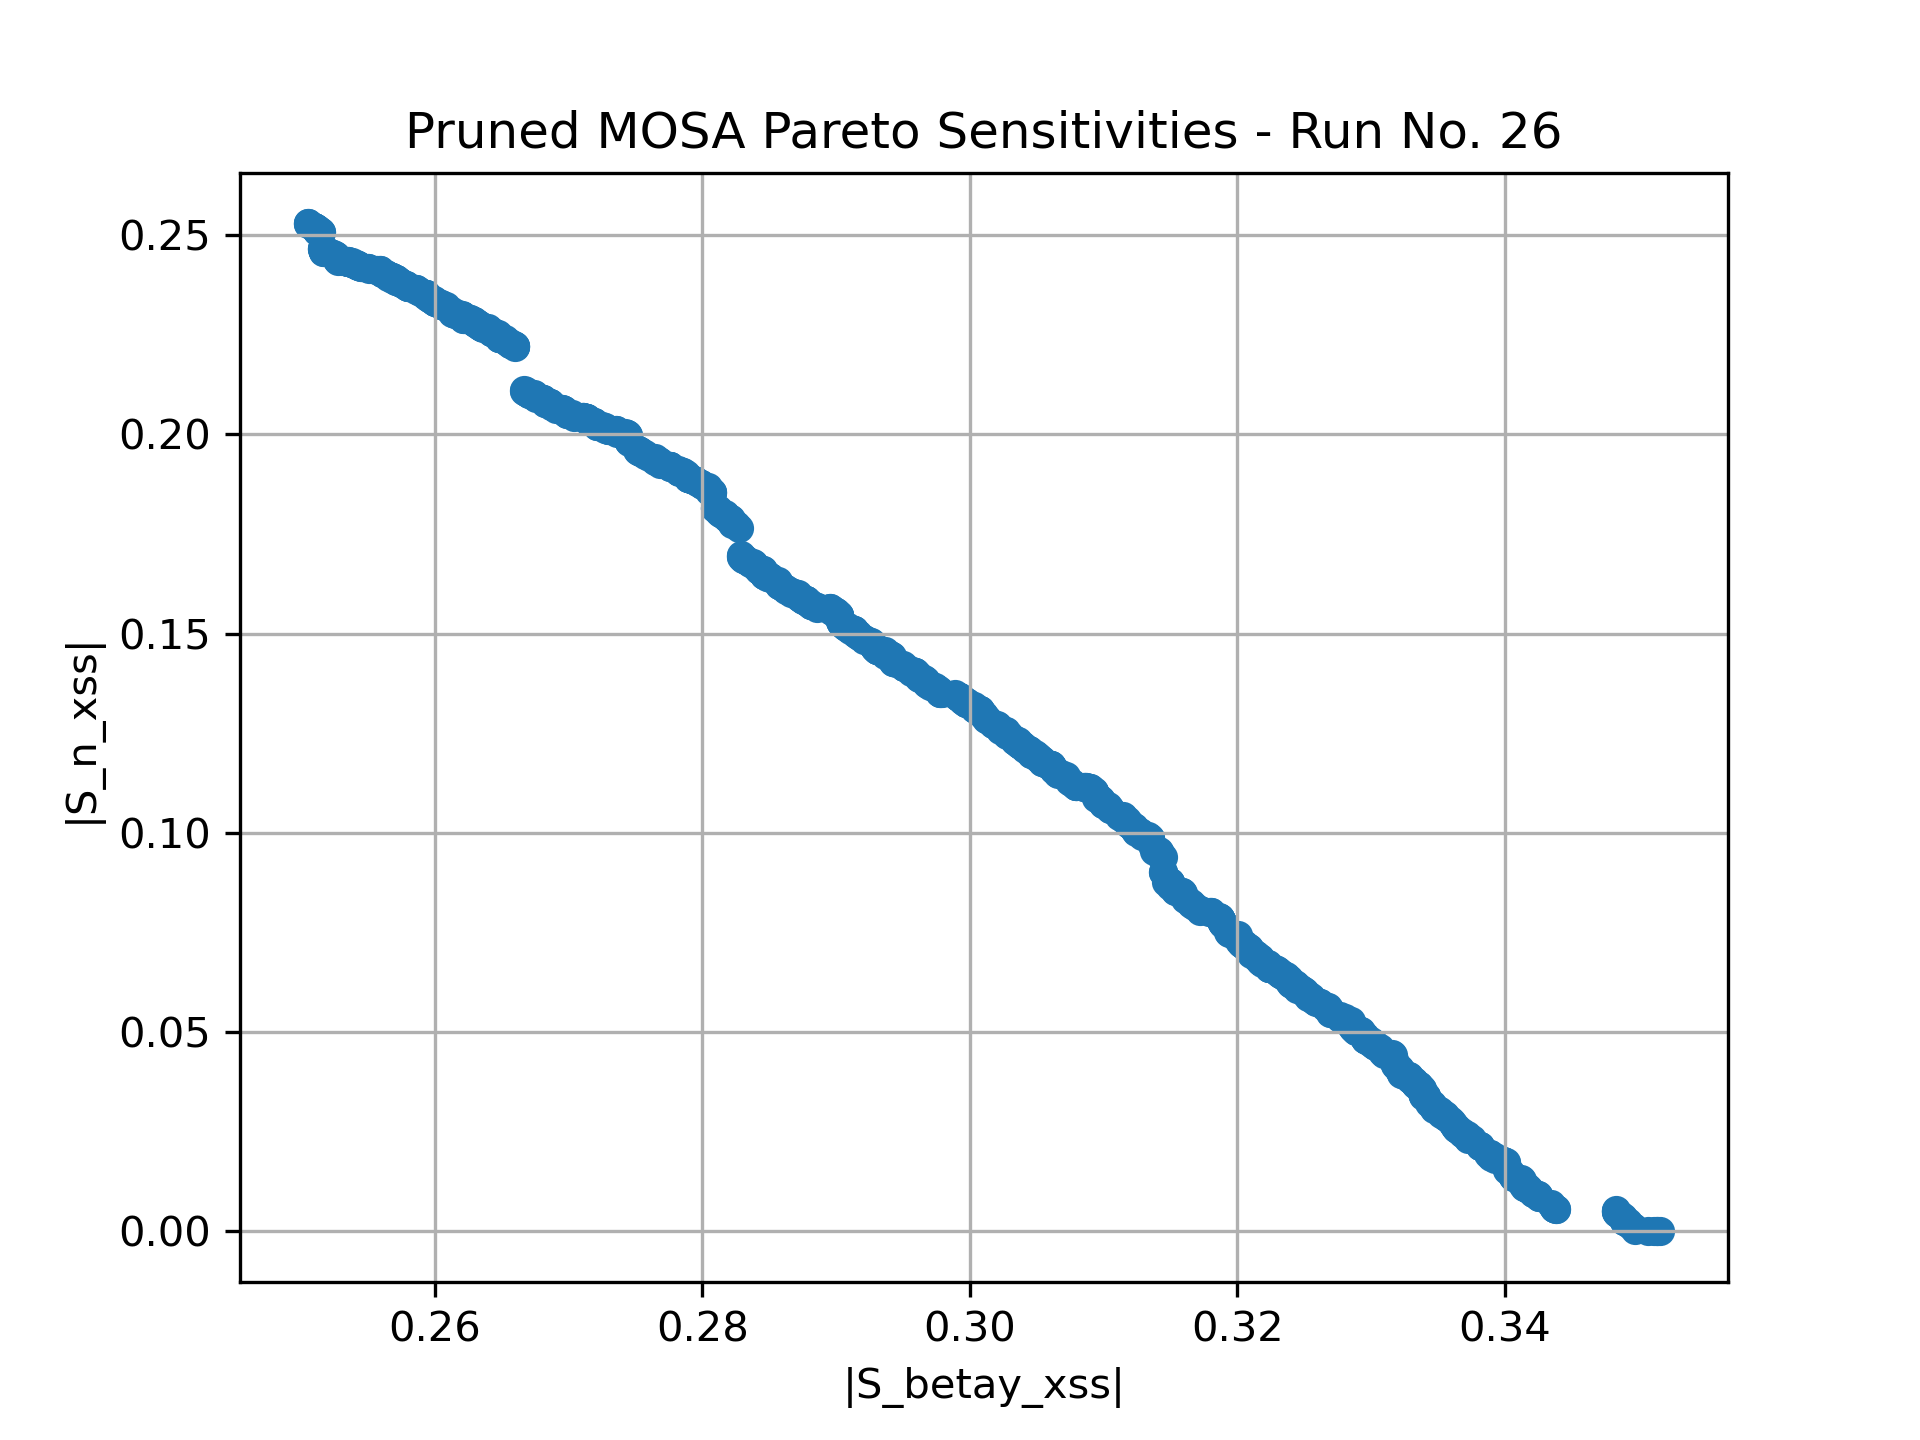 Pruned MOSA Pareto Sensitivities - Run No. 26
0.25
0.20
0.15
0.10
0.05
0.00
|S_n_xss|
0.26 0.28 0.30 0.32 0.34
|S_betay_xss|